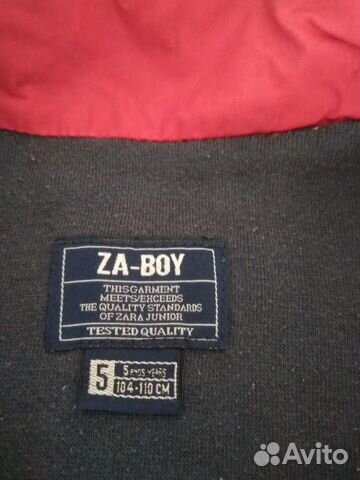 ZA-BOY
THIS GARMENT
MEETS/EXCEEDS
THE QUALITY STANDARDS
OF ZARA JUNIOR
TESTED QUALITY
5
5 YEARS
104-110 CM
Avito